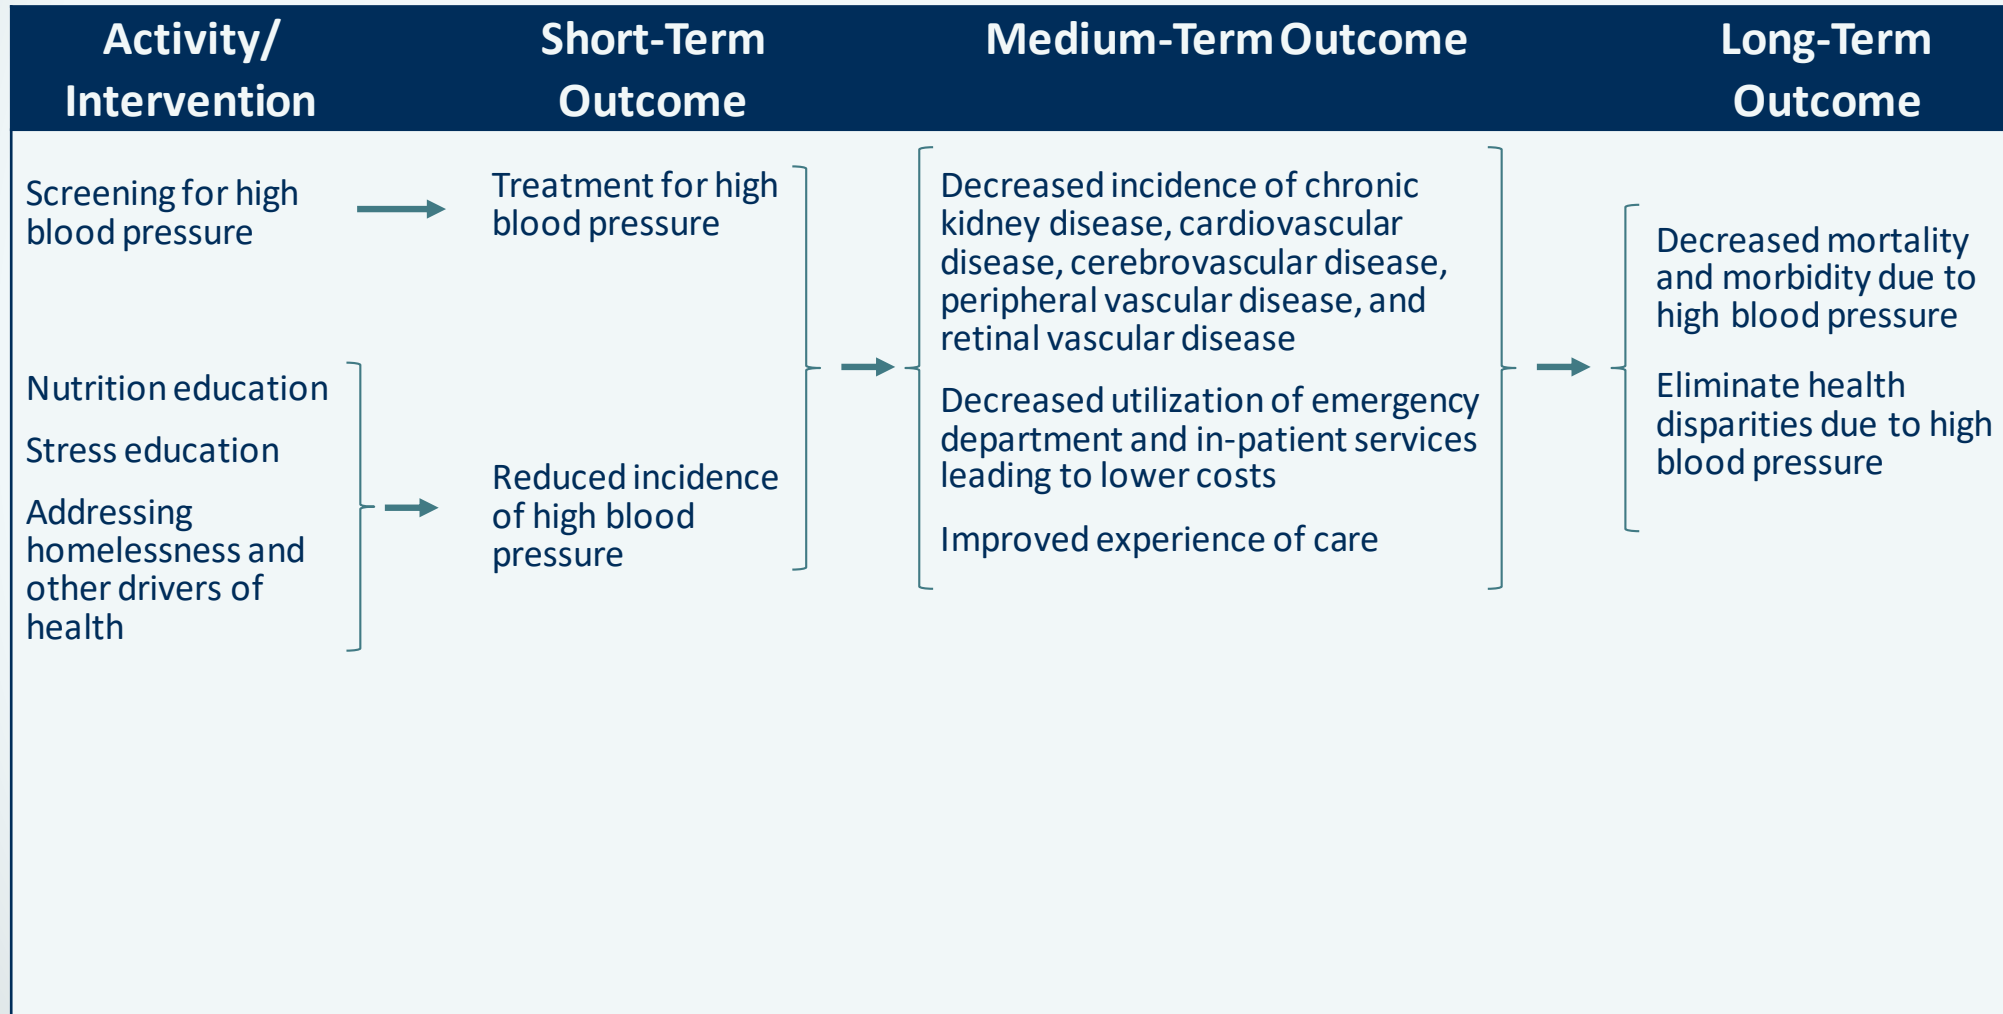 Activity/
Intervention
Short-Term
Outcome
Medium-Term Outcome
Long-Term
Outcome
Screening for high
blood pressure
Nutrition education
Stress education
Addressing
homelessness and
other drivers of
health
Treatment for high
blood pressure
Reduced incidence
of high blood
pressure
Decreased incidence of chronic
kidney disease, cardiovascular
disease, cerebrovascular disease,
peripheral vascular disease, and
retinal vascular disease
Decreased utilization of emergency
department and in-patient services
leading to lower costs
Improved experience of care
Decreased mortality
and morbidity due to
high blood pressure
Eliminate health
disparities due to high
blood pressure